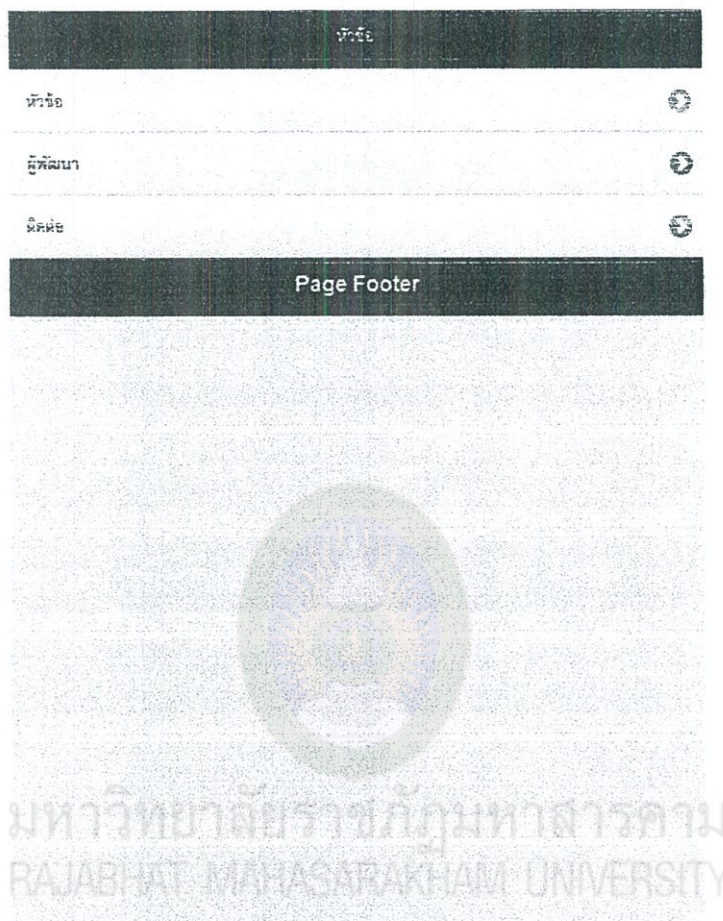 หัวข้อ
หัวข้อ
ผู้พัฒนา
ติดต่อ
Page Footer
มหาวิทยาลัยราชภัฏมหาสารคาม
RAJABHAT MAHASARAKHAM UNIVERSITY